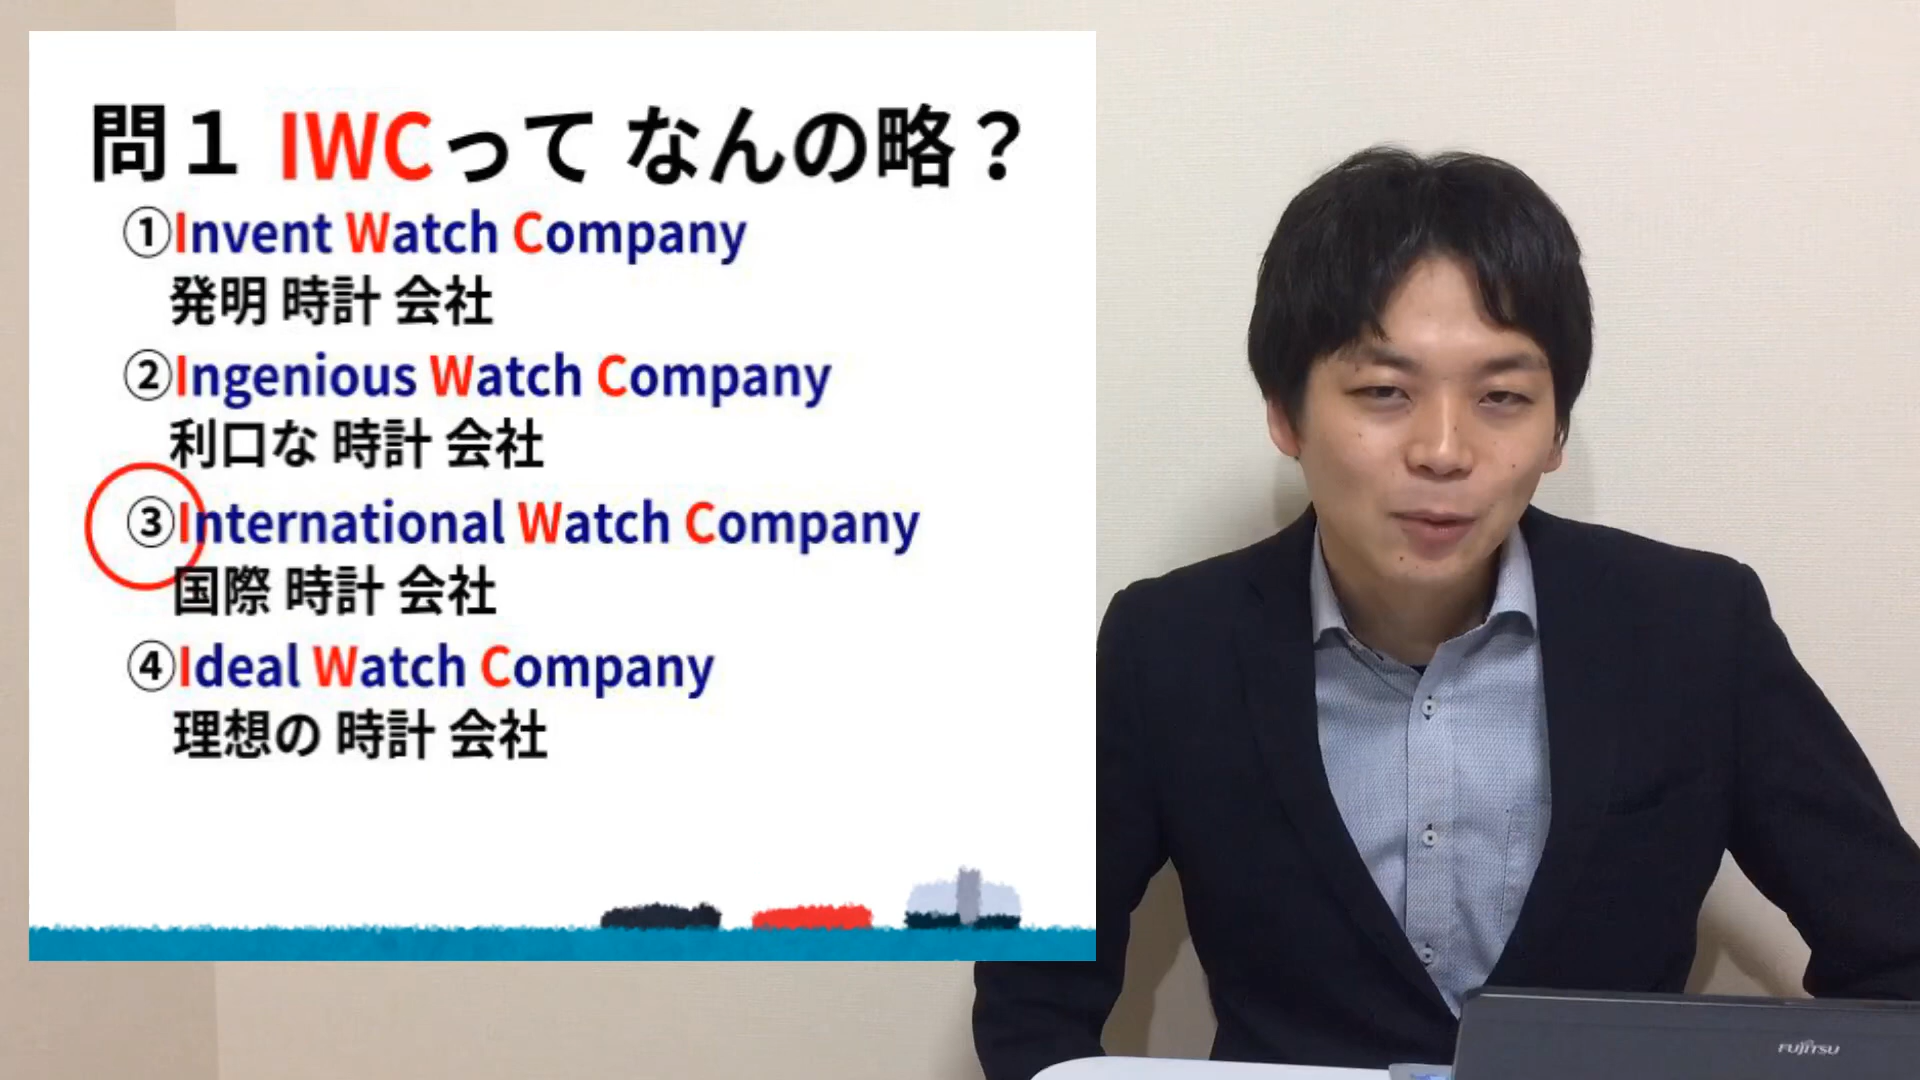 問１ IWCって なんの略？
①Invent Watch Company
発明 時計 会社
②Ingenious Watch Company
利口な 時計 会社
③International Watch Company
国際 時計 会社
④Ideal Watch Company
理想の 時計 会社
FUJITSU